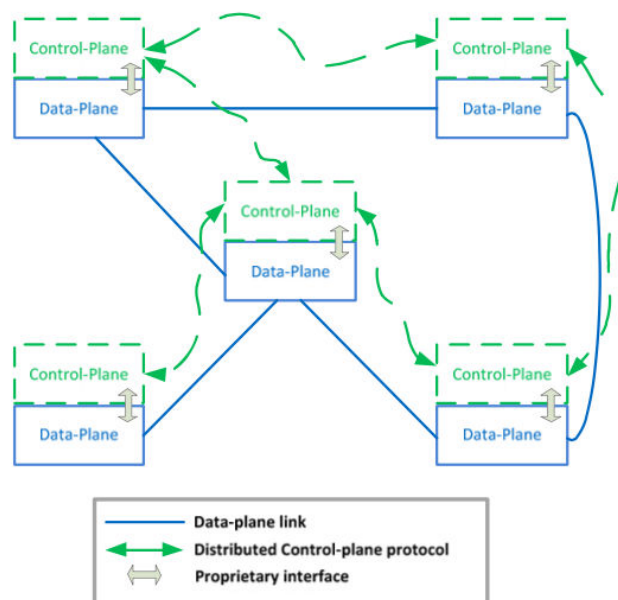 Control-Plane
Control-Plane
Data-Plane
Data-Plane
Control-Plane
Data-Plane
Control-Plane
Control-Plane
Data-Plane
Data-Plane
Data-plane link
Distributed Control-plane protocol
Proprietary interface